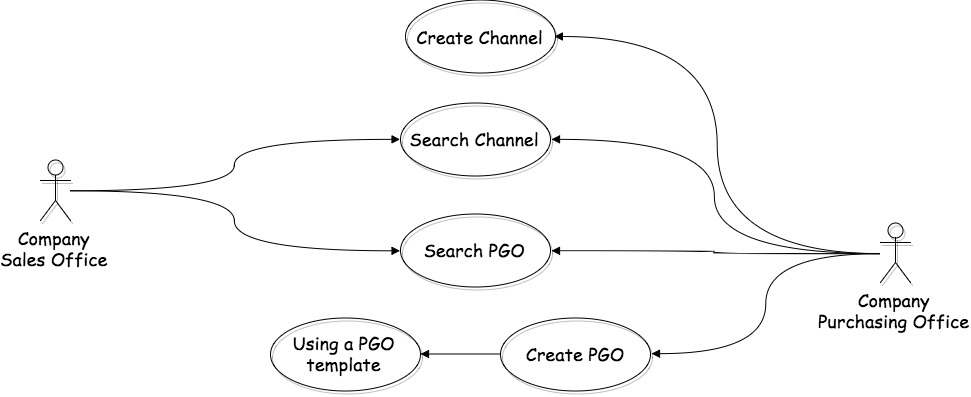 Create Channel
Search Channel
Company
Sales Office
Search PGO
Company
Purchasing Office
Using a PGO
template
Create PGO